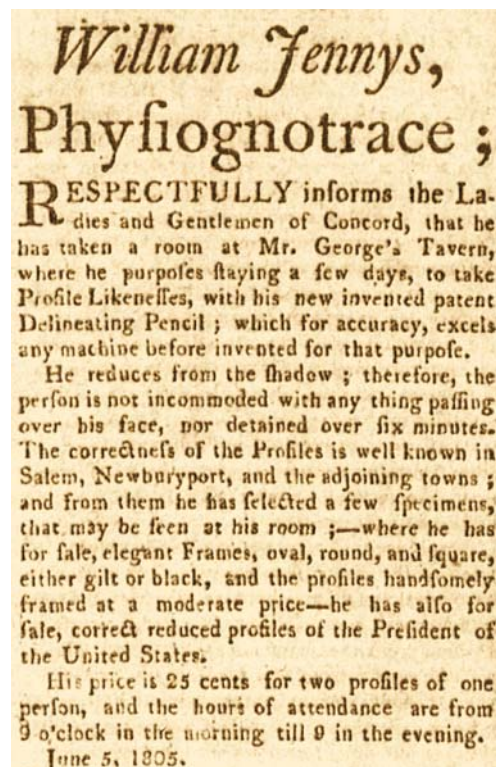 William Jennys,
Phyſiognotrace ;
RESPECTFULLY informs the La-
dies and Gentlemen of Concord, that he
has taken a room at Mr. George's Tavern,
where he purpoſes ſtaying a few days, to take
Profile Likeneſſes, with his new invented patent
Delineating Pencil ; which for accuracy, excels
any machine before invented for that purpoſe.
He reduces from the ſhadow ; therefore, the
perſon is not incommoded with any thing paſſing
over his face, nor detained over ſix minutes.
The correctneſs of the Profiles is well known in
Salem, Newburyport, and the adjoining towns ;
and from them he has ſelected a few ſpecimens,
that may be ſeen at his room ;—where he has
for ſale, elegant Frames, oval, round, and ſquare,
either gilt or black, and the profiles handſomely
framed at a moderate price—he has alſo for
ſale, correct reduced profiles of the Preſident of
the United States.
His price is 25 cents for two profiles of one
perſon, and the hours of attendance are from
9 o'clock in the morning till 9 in the evening.
June 5, 1805.